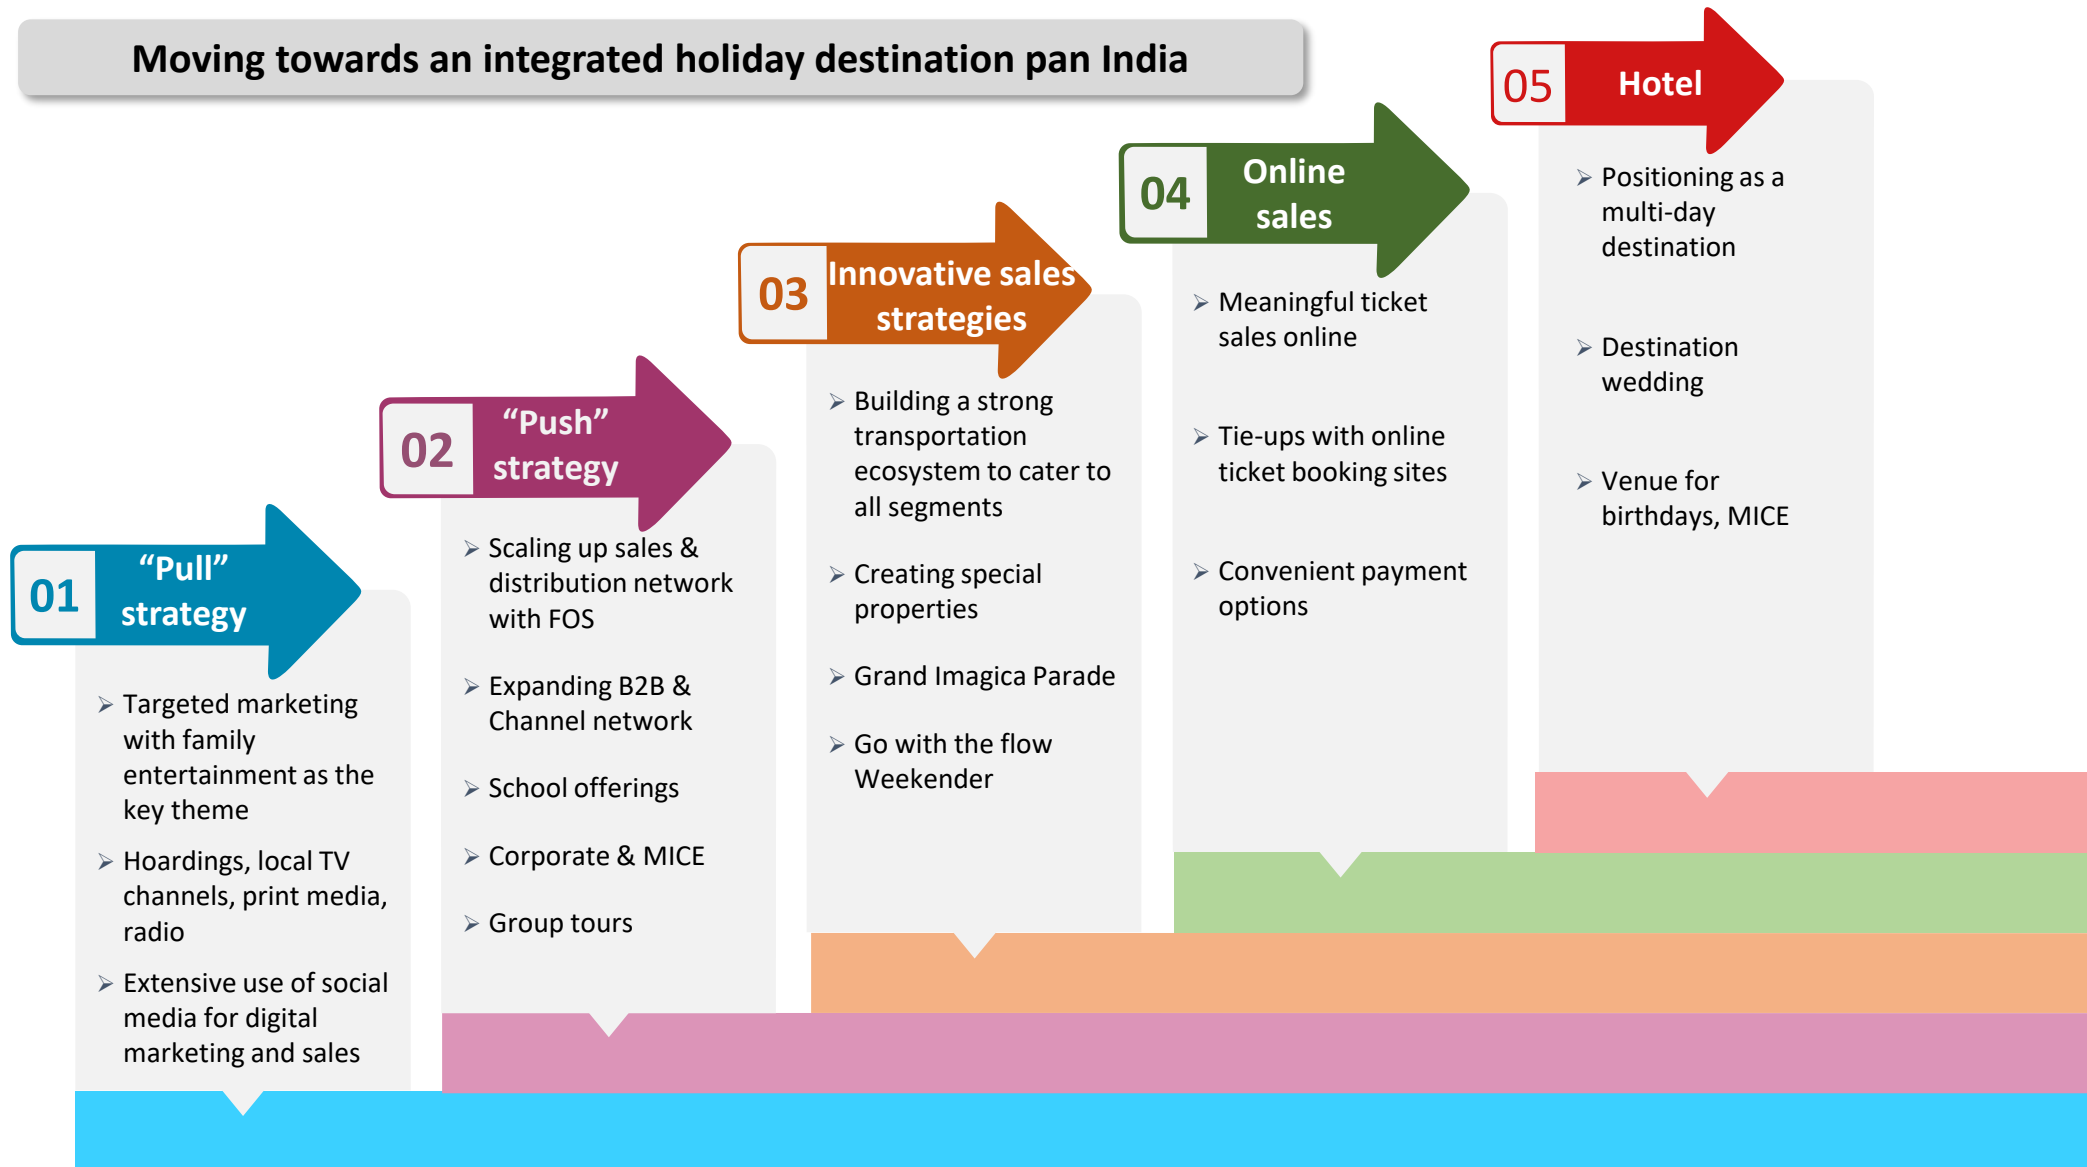 Moving towards an integrated holiday destination pan India
01
“Pull”
strategy
➢ Targeted marketing
with family
entertainment as the
key theme
➢ Hoardings, local TV
channels, print media,
radio
➢ Extensive use of social
media for digital
marketing and sales
02
“Push”
strategy
➢ Scaling up sales &
distribution network
with FOS
➢ Expanding B2B &
Channel network
➢ School offerings
➢ Corporate & MICE
➢ Group tours
03
Innovative sales
strategies
➢ Building a strong
transportation
ecosystem to cater to
all segments
➢ Creating special
properties
➢ Grand Imagica Parade
➢ Go with the flow
Weekender
04
Online
sales
➢ Meaningful ticket
sales online
➢ Tie-ups with online
ticket booking sites
➢ Convenient payment
options
05
Hotel
➢ Positioning as a
multi-day
destination
➢ Destination
wedding
➢ Venue for
birthdays, MICE